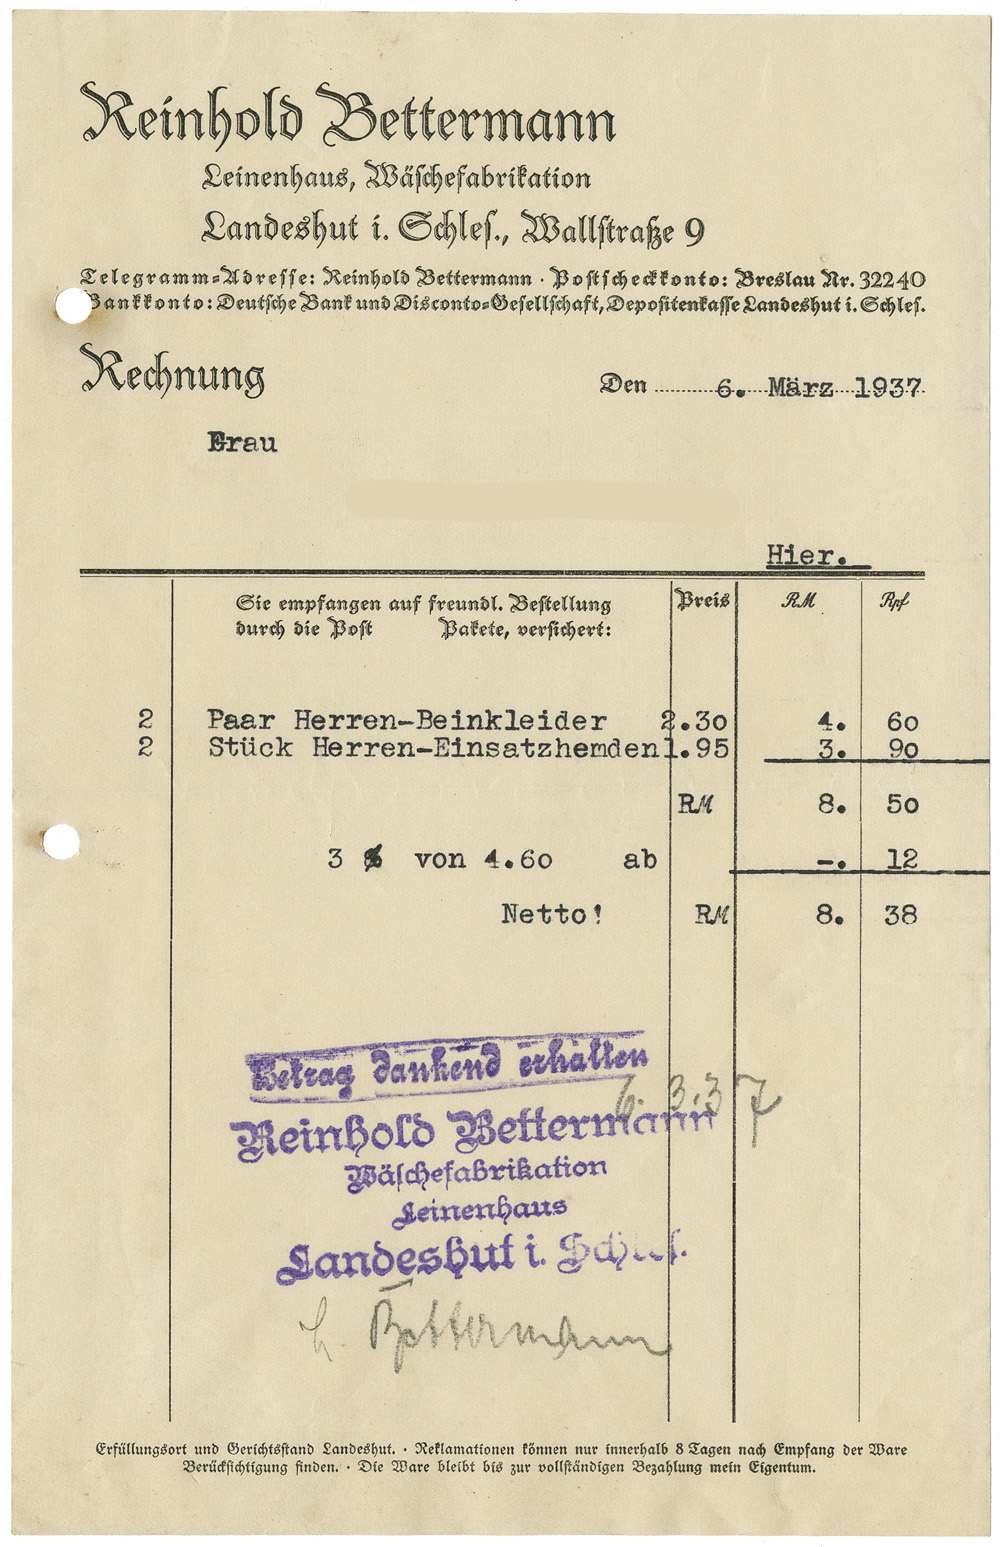 Reinhold Bettermann
Leinenhaus, Wäschefabrikation
Landeshut i. Schles., Wallstraße 9
Telegramm-Adresse: Reinhold Bettermann · Postscheckkonto: Breslau Nr. 32240
Bankkonto: Deutsche Bank und Disconto-Gesellschaft, Depositenkasse Landeshut i. Schles.
Rechnung Den 6. März 1937
Frau
Hier.
Sie empfangen auf freundl. Bestellung Preis RM Rpf
durch die Post Pakete, versichert:
2 Paar Herren-Beinkleider 2.30 4. 60
2 Stück Herren-Einsatzhemden 1.95 3. 90
RM 8. 50
3 % von 4.60 ab -. 12
Netto! RM 8. 38
Betrag dankend erhalten
6. 3.37
Reinhold Bettermann
Wäschefabrikation
Leinenhaus
Landeshut i. Schles.
Bettermann
Erfüllungsort und Gerichtsstand Landeshut. · Reklamationen können nur innerhalb 8 Tagen nach Empfang der Ware
Berücksichtigung finden. · Die Ware bleibt bis zur vollständigen Bezahlung mein Eigentum.